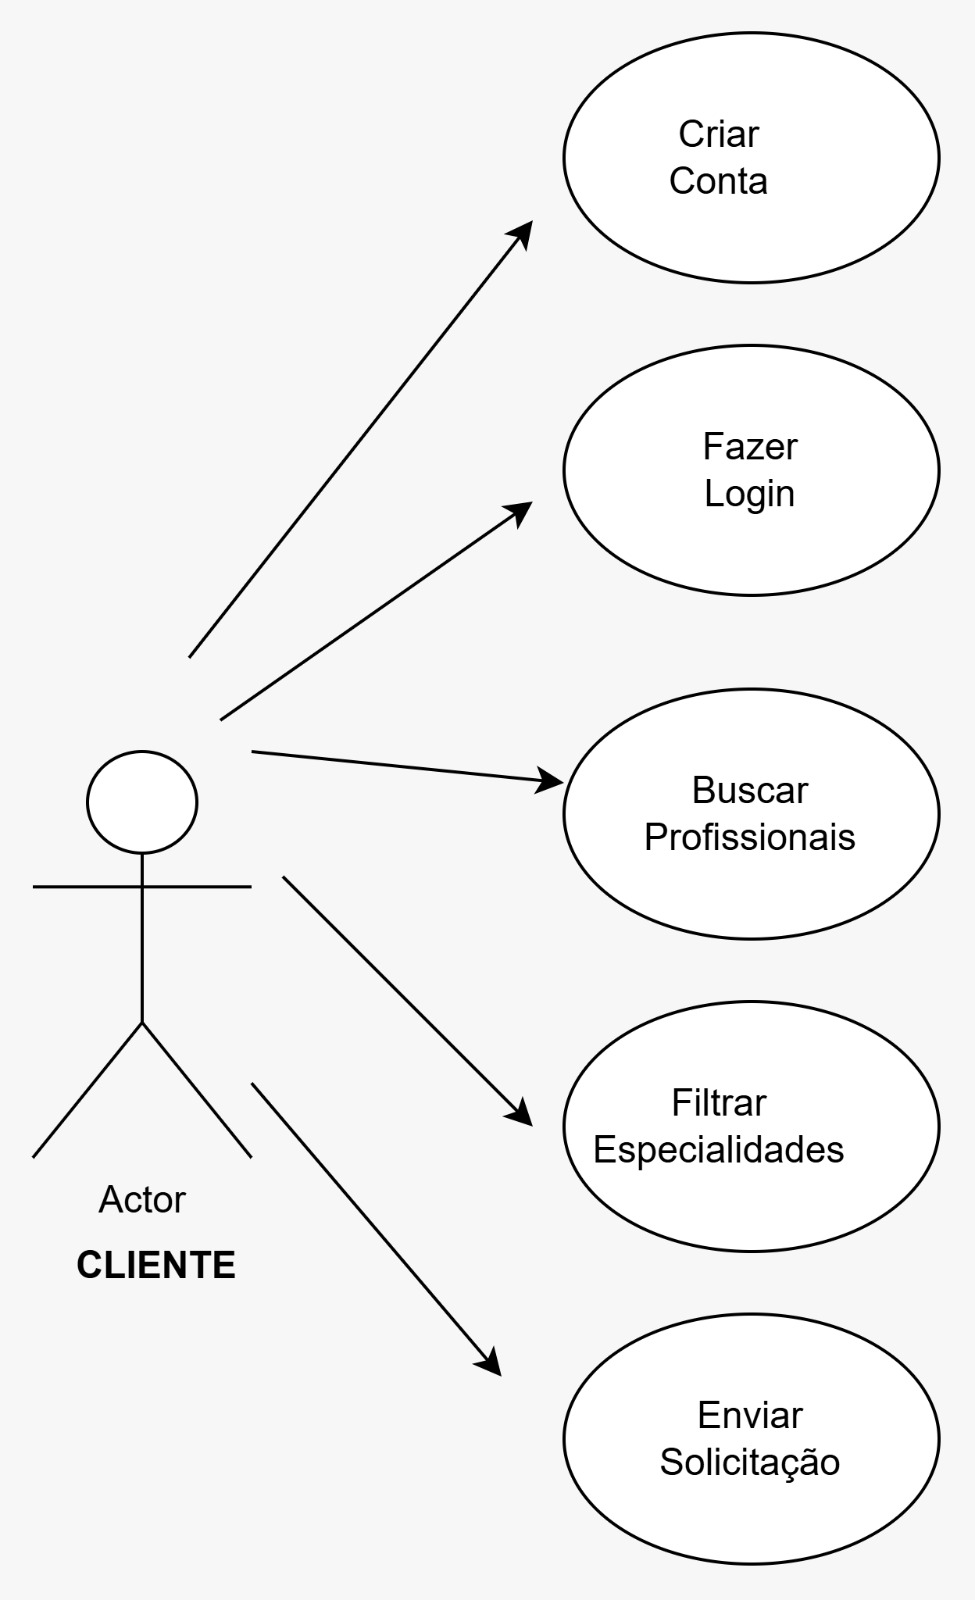 Criar
Conta
Fazer
Login
Buscar
Profissionais
Filtrar
Especialidades
Actor
CLIENTE
Enviar
Solicitação